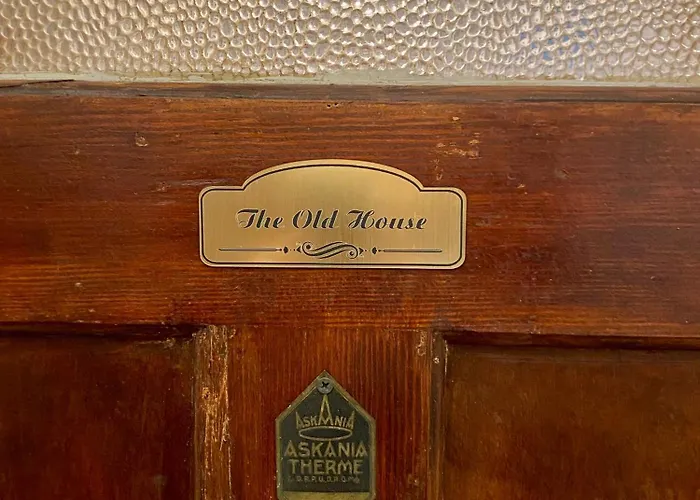 The Old House
ASKANIA
ASKANIA
THERME